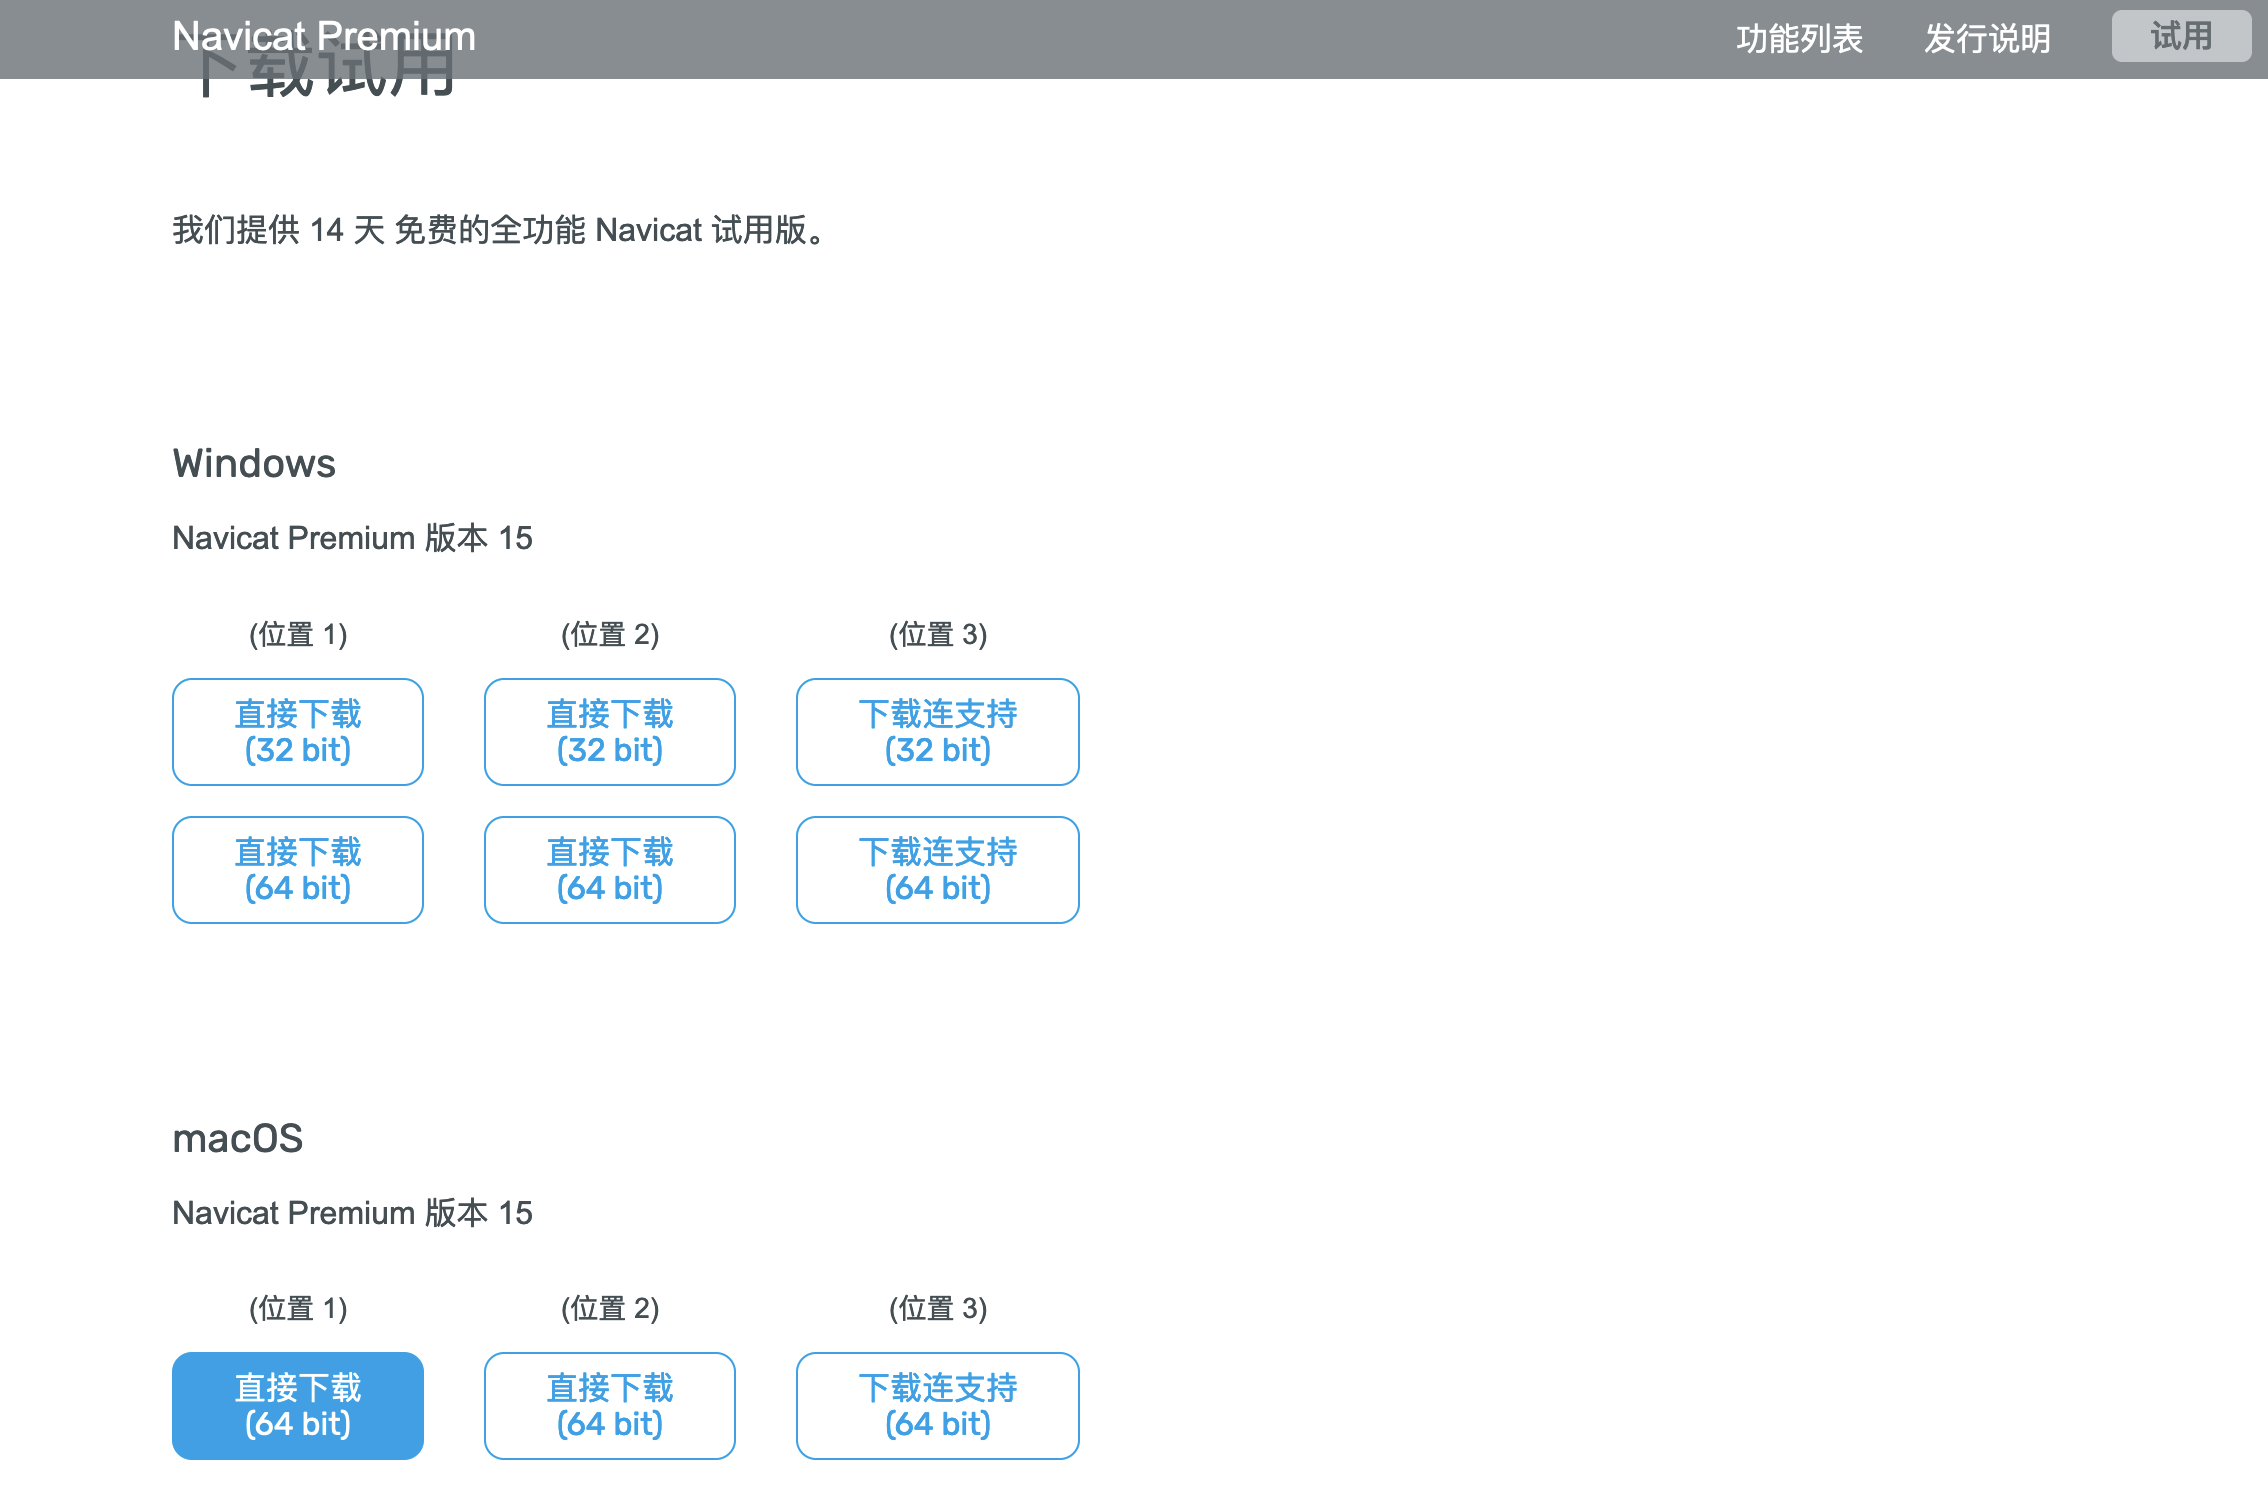 Navicat Premium
功能列表
发行说明
试用
下载试用
我们提供 14 天 免费的全功能 Navicat 试用版。
Windows
Navicat Premium 版本 15
(位置 1)
(位置 2)
(位置 3)
直接下载
(32 bit)
直接下载
(32 bit)
下载连支持
(32 bit)
直接下载
(64 bit)
直接下载
(64 bit)
下载连支持
(64 bit)
macOS
Navicat Premium 版本 15
(位置 1)
(位置 2)
(位置 3)
直接下载
(64 bit)
直接下载
(64 bit)
下载连支持
(64 bit)